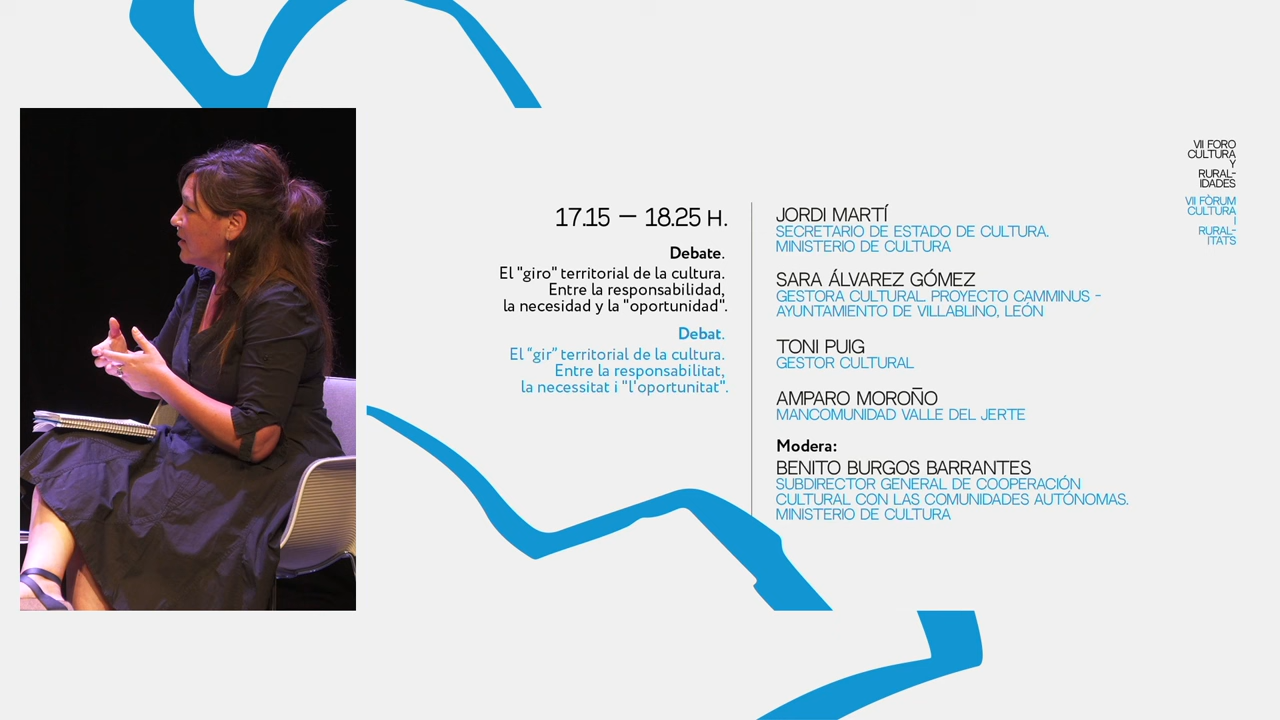 VII FORO
CULTURA
Y
RURAL-
IDADES
VII FÒRUM
CULTURA
I
RURAL-
ITATS
17.15 — 18.25 H.
Debate.
El "giro" territorial de la cultura.
Entre la responsabilidad,
la necesidad y la "oportunidad".
Debat.
El "gir" territorial de la cultura.
Entre la responsabilitat,
la necessitat i "l'oportunitat".
JORDI MARTÍ
SECRETARIO DE ESTADO DE CULTURA.
MINISTERIO DE CULTURA
SARA ÁLVAREZ GÓMEZ
GESTORA CULTURAL. PROYECTO CAMMINUS -
AYUNTAMIENTO DE VILLABLINO, LEÓN
TONI PUIG
GESTOR CULTURAL
AMPARO MOROÑO
MANCOMUNIDAD VALLE DEL JERTE
Modera:
BENITO BURGOS BARRANTES
SUBDIRECTOR GENERAL DE COOPERACIÓN
CULTURAL CON LAS COMUNIDADES AUTÓNOMAS.
MINISTERIO DE CULTURA